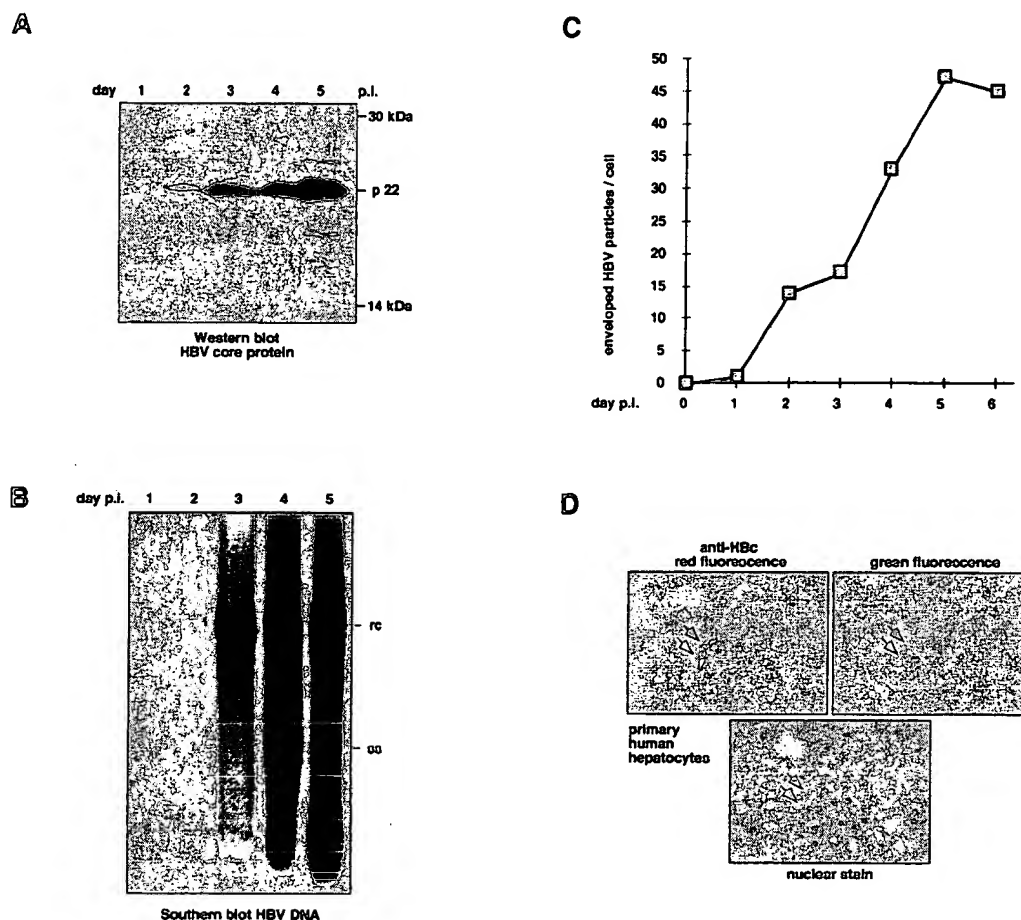 A
day 1 2 3 4 5 p.i.
30 kDa
p 22
14 kDa
Western blot
HBV core protein
B
day p.i. 1 2 3 4 5
rc
ss
Southern blot HBV DNA
C
50
45
40
35
30
25
20
15
10
5
0
enveloped HBV particles / cell
day p.i. 0 1 2 3 4 5 6
D
anti-HBc
red fluorescence
green fluorescence
primary
human
hepatocytes
nuclear stain